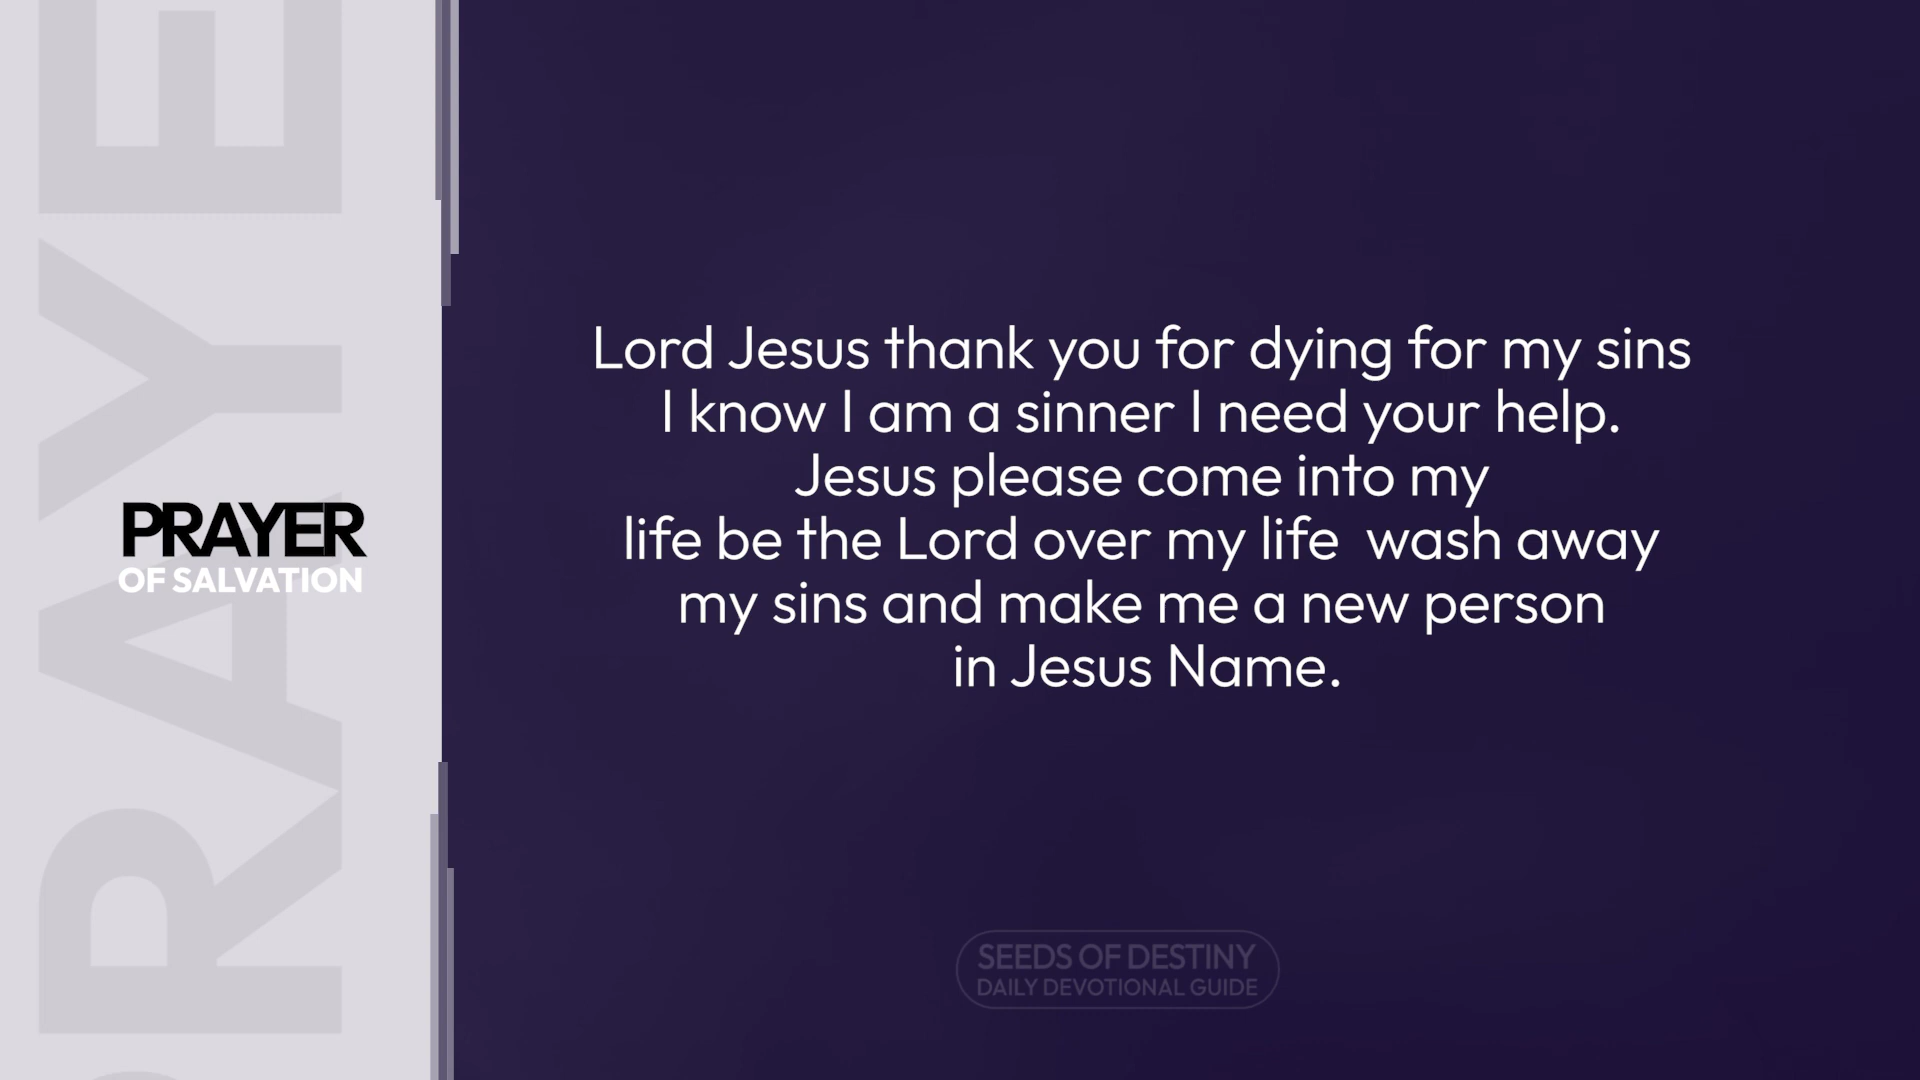 PRAYER
PRAYER
OF SALVATION
Lord Jesus thank you for dying for my sins
I know I am a sinner I need your help.
Jesus please come into my
life be the Lord over my life  wash away
my sins and make me a new person
in Jesus Name.
SEEDS OF DESTINY
DAILY DEVOTIONAL GUIDE